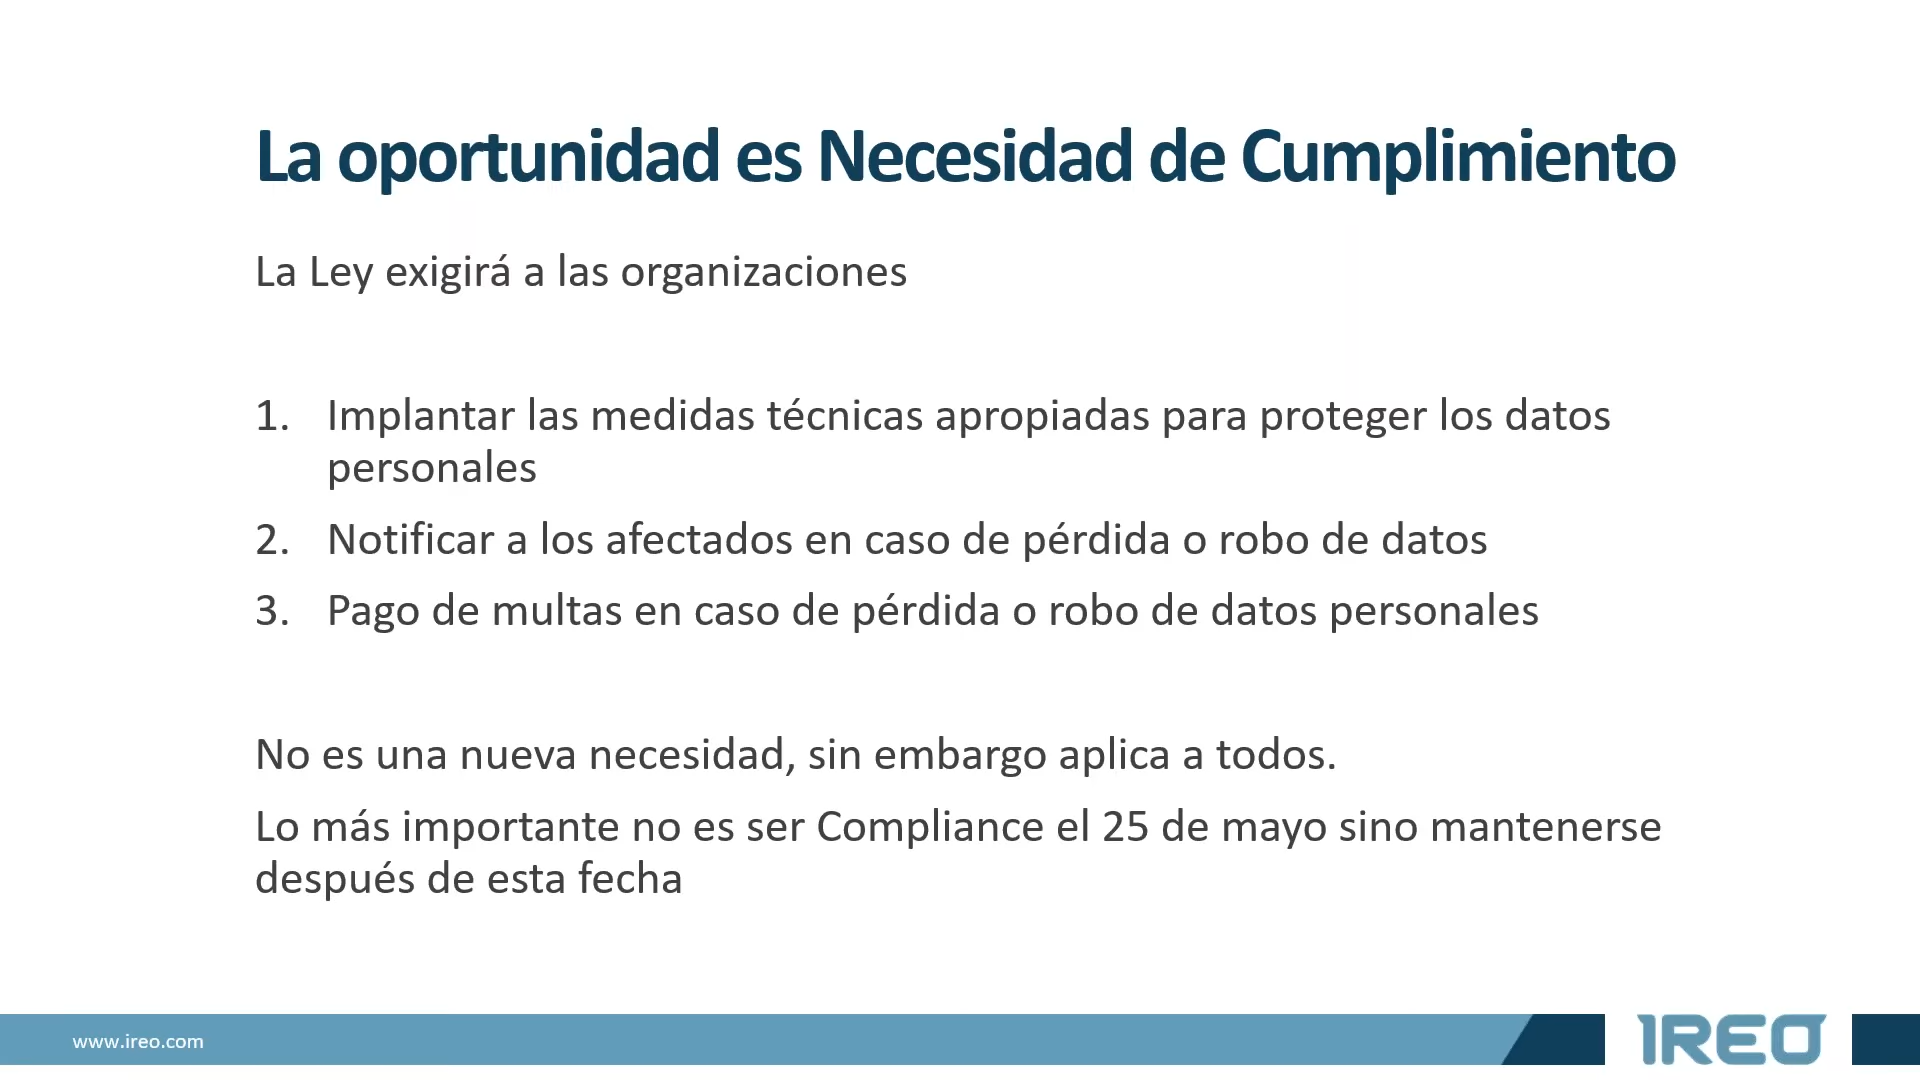 La oportunidad es Necesidad de Cumplimiento
La Ley exigirá a las organizaciones
1. Implantar las medidas técnicas apropiadas para proteger los datos
personales
2. Notificar a los afectados en caso de pérdida o robo de datos
3. Pago de multas en caso de pérdida o robo de datos personales
No es una nueva necesidad, sin embargo aplica a todos.
Lo más importante no es ser Compliance el 25 de mayo sino mantenerse
después de esta fecha
www.ireo.com
IREO